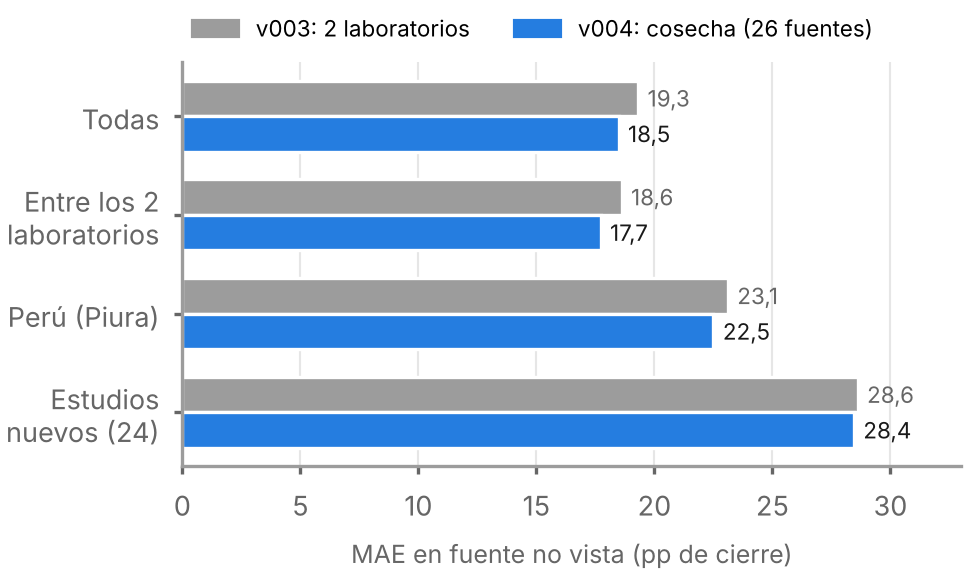 v003: 2 laboratorios
v004: cosecha (26 fuentes)
Todas
19,3
18,5
Entre los 2
laboratorios
18,6
17,7
Perú (Piura)
23,1
22,5
Estudios
nuevos (24)
28,6
28,4
0 5 10 15 20 25 30
MAE en fuente no vista (pp de cierre)